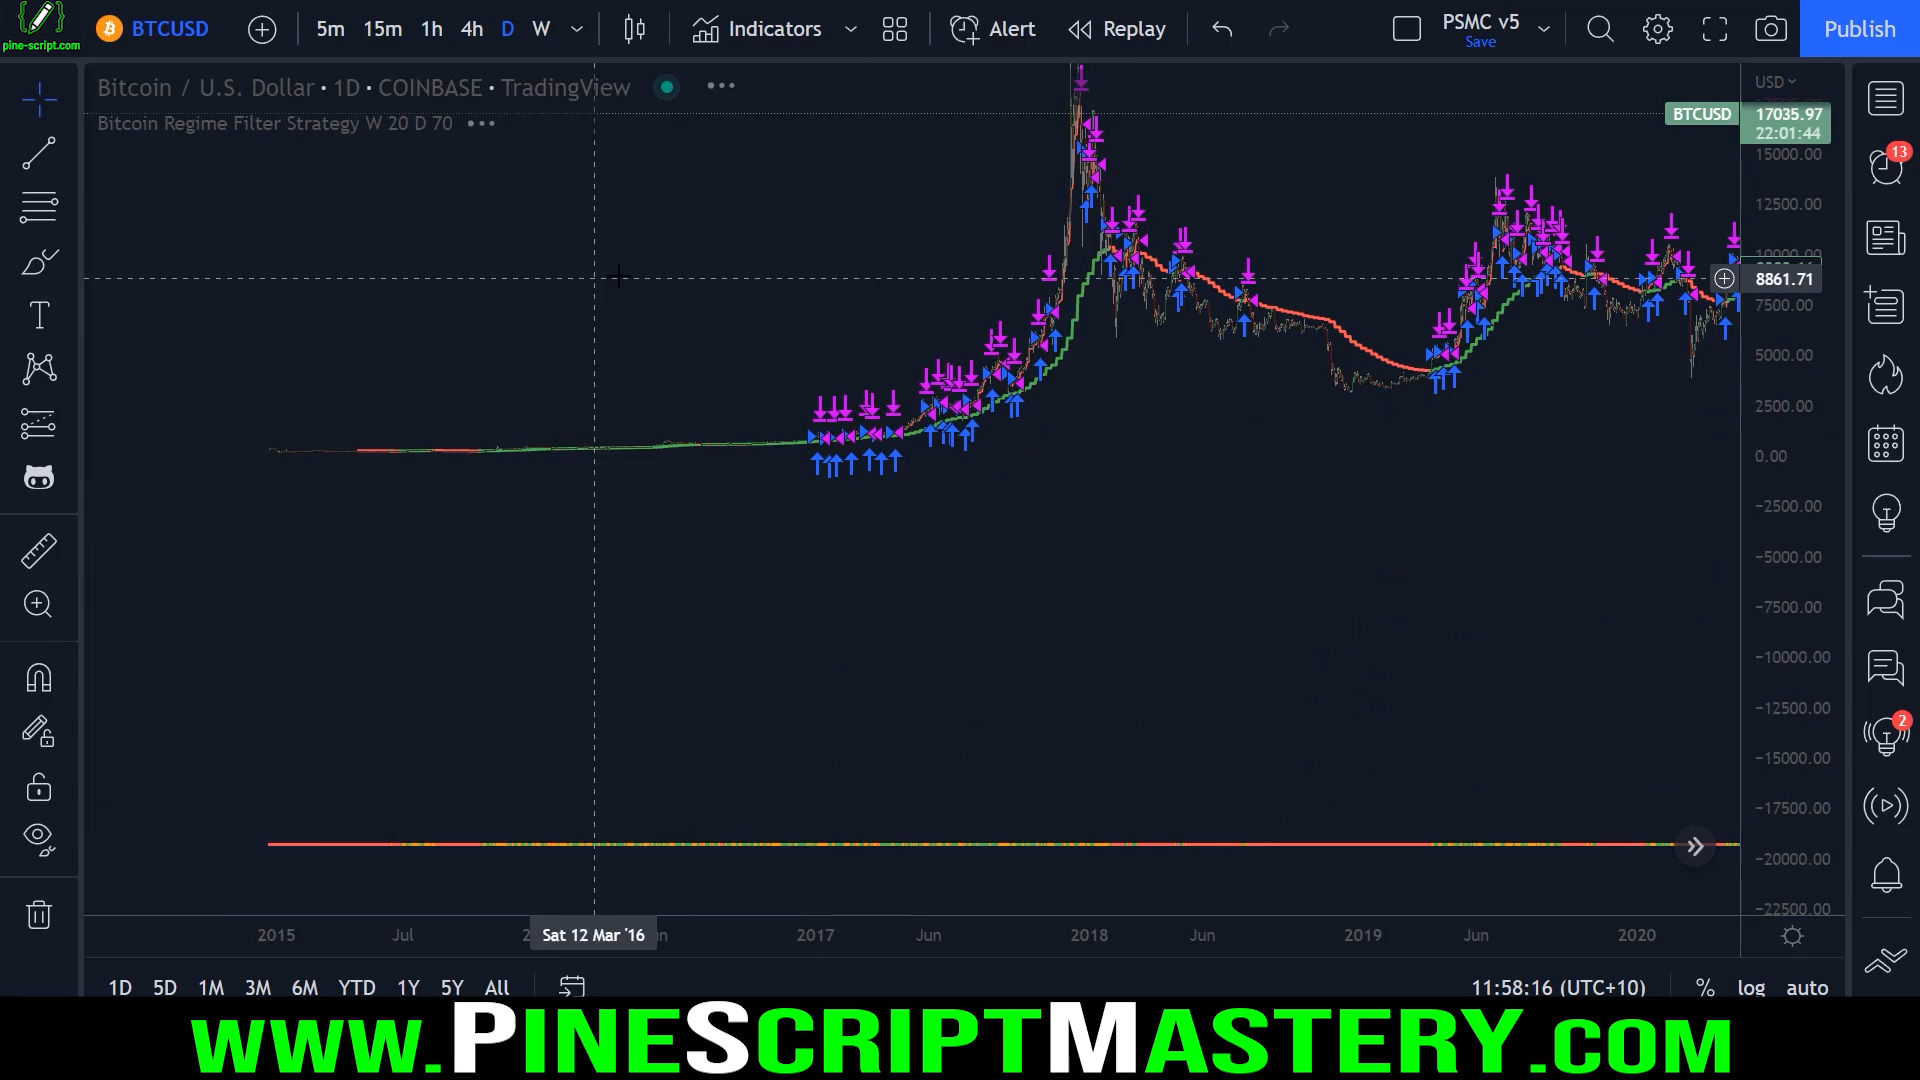 pine-script.com
BTCUSD
5m 15m 1h 4h D W
Indicators
Alert
Replay
PSMC v5
Save
Publish
Bitcoin / U.S. Dollar • 1D • COINBASE • TradingView
Bitcoin Regime Filter Strategy W 20 D 70
USD
BTCUSD 17035.97
22:01:44
15000.00
12500.00
10000.00
8861.71
7500.00
5000.00
2500.00
0.00
−2500.00
−5000.00
−7500.00
−10000.00
−12500.00
−15000.00
−17500.00
−20000.00
−22500.00
13
2
2015 Jul Sat 12 Mar '16 2017 Jun 2018 Jun 2019 Jun 2020
1D 5D 1M 3M 6M YTD 1Y 5Y All
11:58:16 (UTC+10) % log auto
www.PineScriptMastery.com